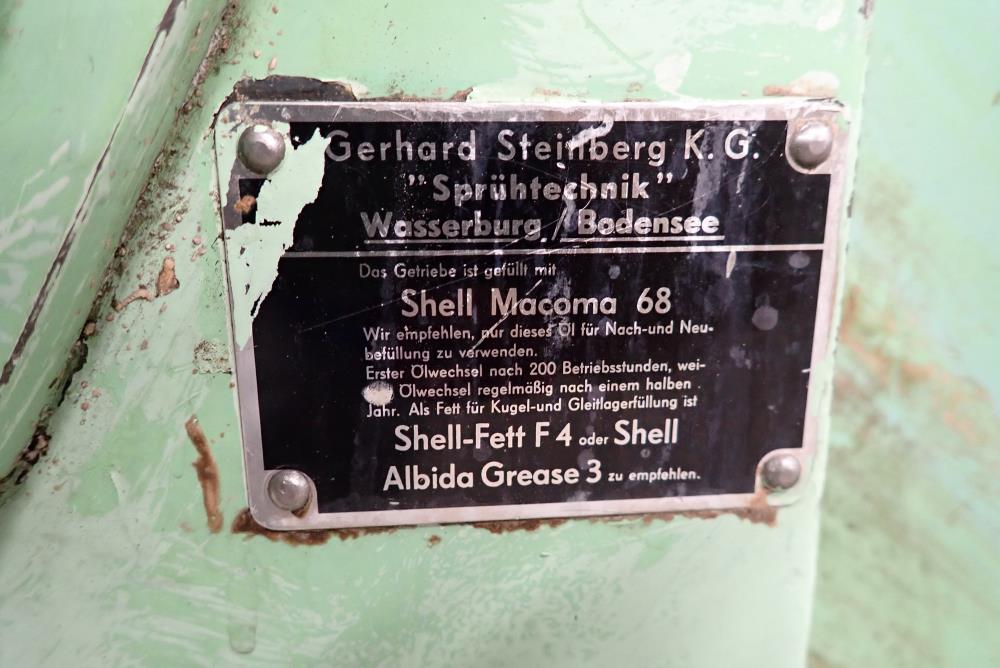 Gerhard Steinberg K. G.
"Sprühtechnik"
Wasserburg / Bodensee
Das Getriebe ist gefüllt mit
Shell Macoma 68
Wir empfehlen, nur dieses Öl für Nach-und Neu-
befüllung zu verwenden.
Erster Ölwechsel nach 200 Betriebsstunden, wei-
Ölwechsel regelmäßig nach einem halben
Jahr. Als Fett für Kugel-und Gleitlagerfüllung ist
Shell-Fett F 4 oder Shell
Albida Grease 3 zu empfehlen.